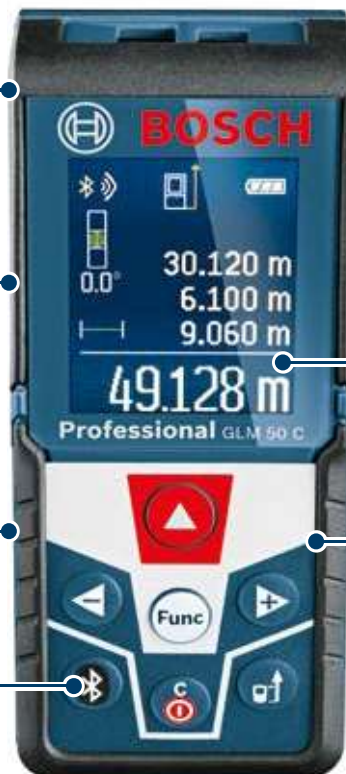 BOSCH
0.0°
30.120 m
6.100 m
9.060 m
49.128 m
Professional GLM 50 C
Func
C